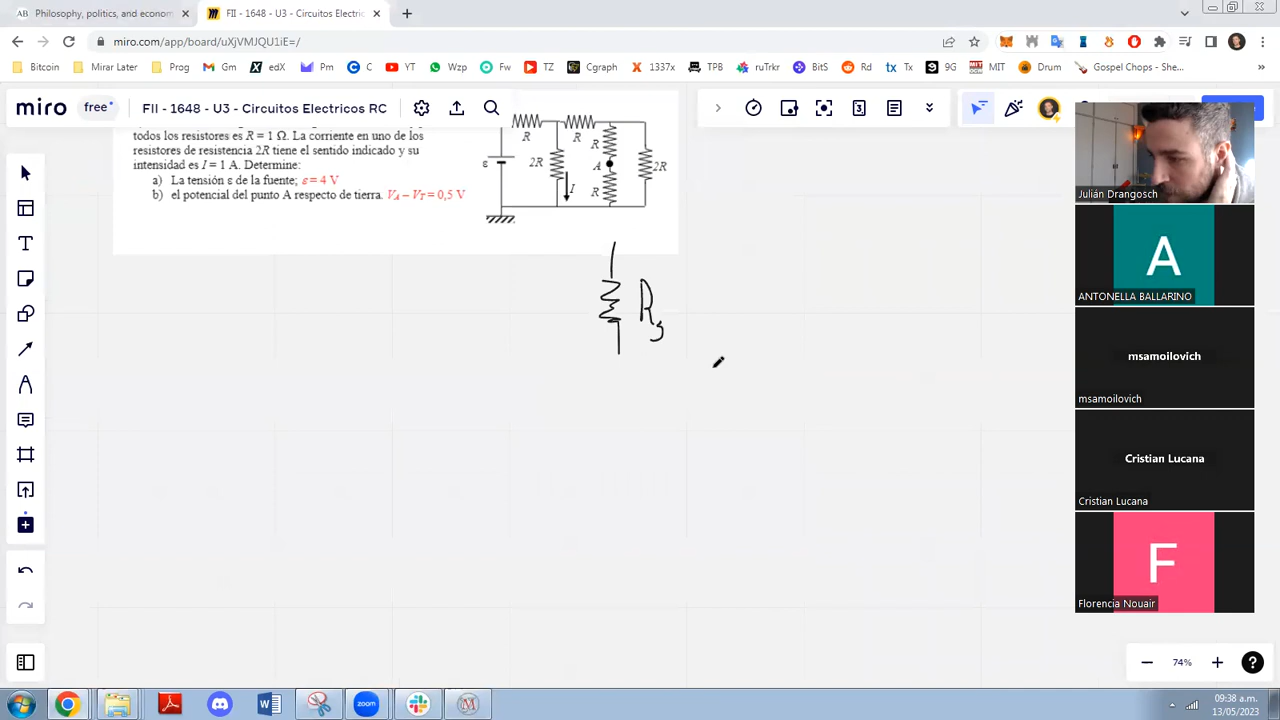 Philosophy, politics, and econom
FII - 1648 - U3 - Circuitos Electric
miro.com/app/board/uXjVMJQU1iE=/
Bitcoin
Mirar Later
Prog
Gm
edX
Pm
C
YT
Wzp
Fw
TZ
Cgraph
1337x
TPB
ruTrkr
Bit5
Rd
Tz
9G
MIT
Drum
Gospel Chops - She...
miro
free
FII - 1648 - U3 - Circuitos Electricos RC
todos los resistores es R = 1 Ω. La corriente en uno de los
resistores de resistencia 2R tiene el sentido indicado y su
intensidad es I = 1 A. Determine:
a) La tensión ε de la fuente; ε = 4 V
b) el potencial del punto A respecto de tierra. VA – VT = 0,5 V
R
R
R
ε
2R
A
2R
I
R
Rs
Julián Drangosch
A
ANTONELLA BALLARINO
msamoilovich
msamoilovich
Cristian Lucana
Cristian Lucana
F
Florencia Nouair
74%
09:38 a.m.
13/05/2023